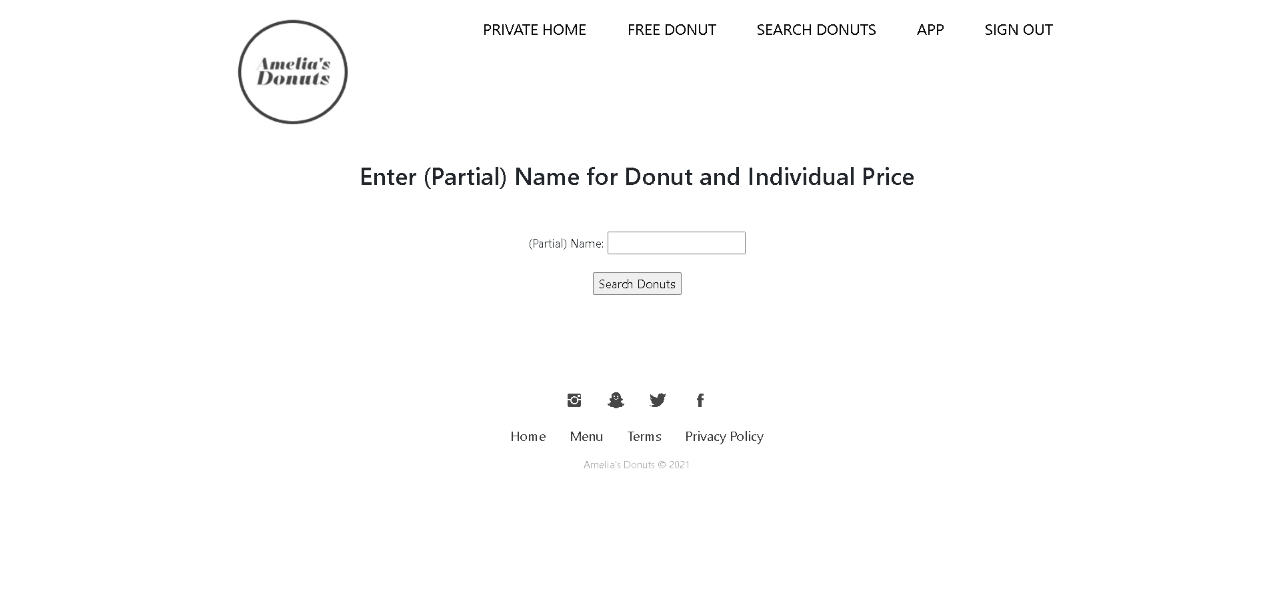 Amelia's
Donuts
PRIVATE HOME FREE DONUT SEARCH DONUTS APP SIGN OUT
Enter (Partial) Name for Donut and Individual Price
(Partial) Name:
Search Donuts
Home Menu Terms Privacy Policy
Amelia's Donuts © 2021